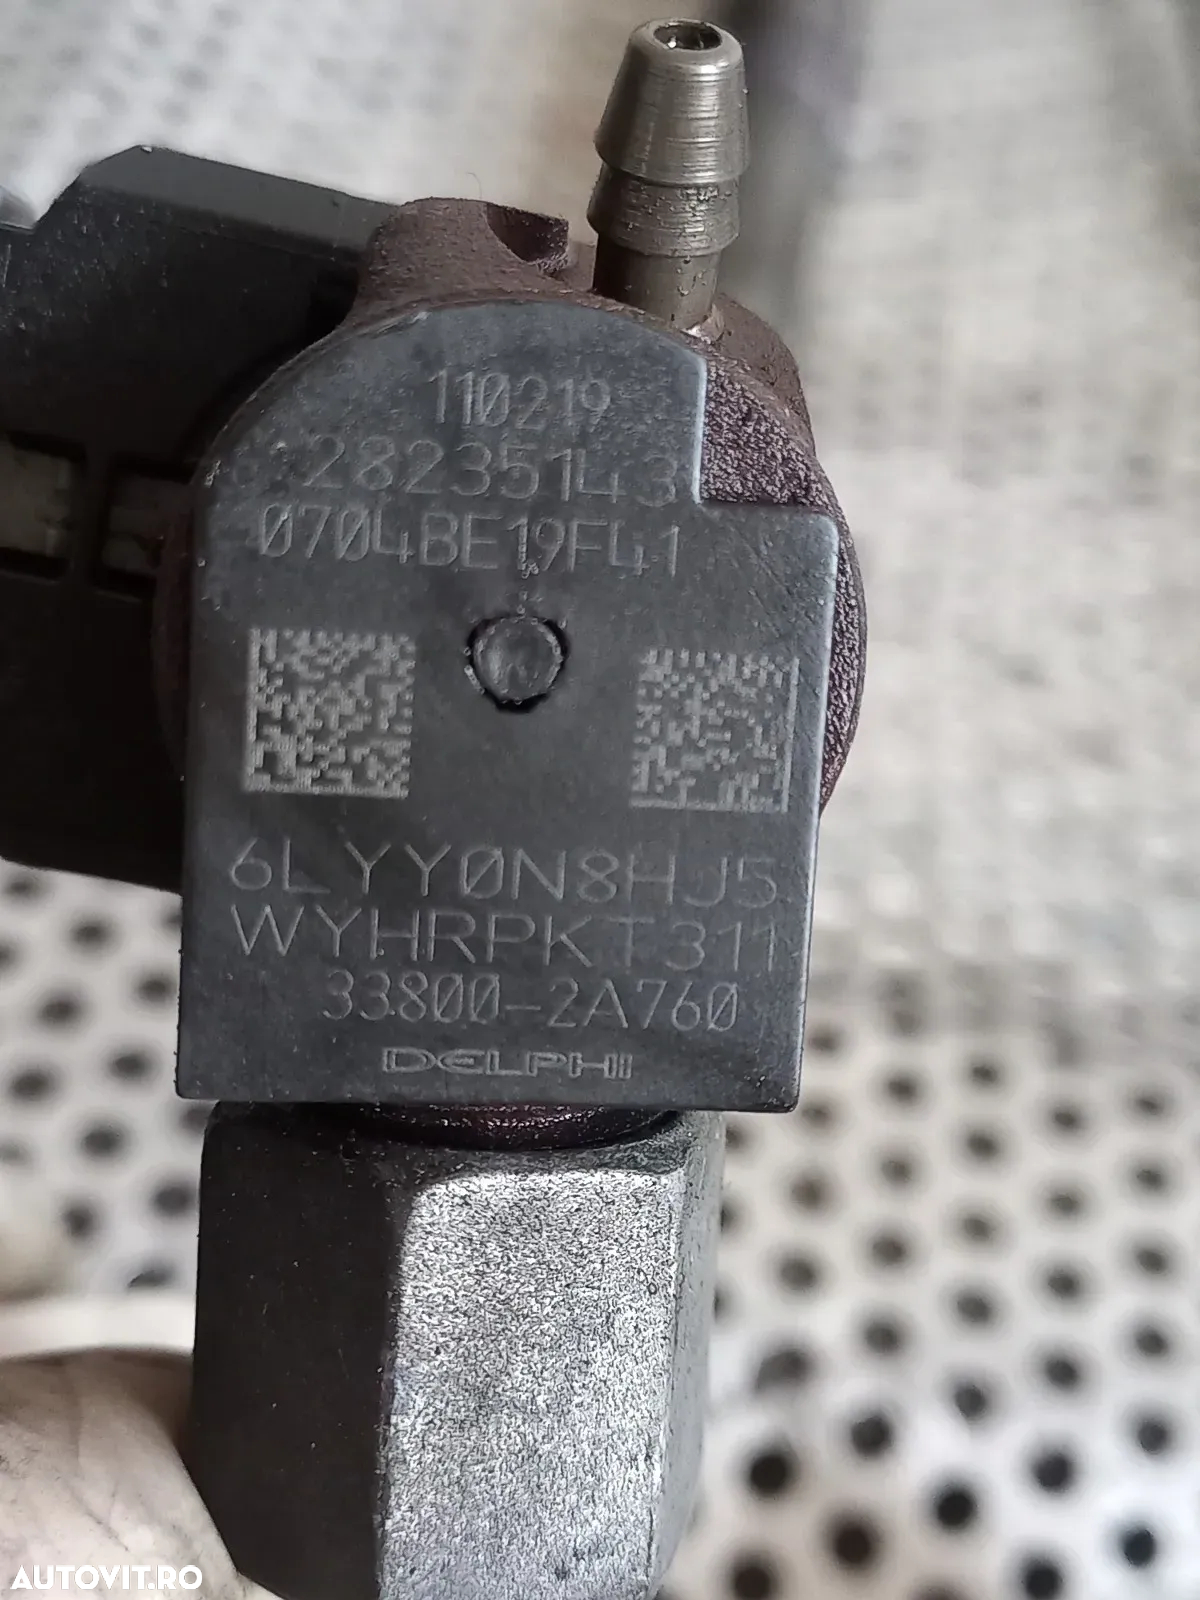 110219
28235143
0704BE19F41
6LYY0N8HJ5
WYHRPKT311
33800-2A760
DELPHI
AUTOVIT.RO